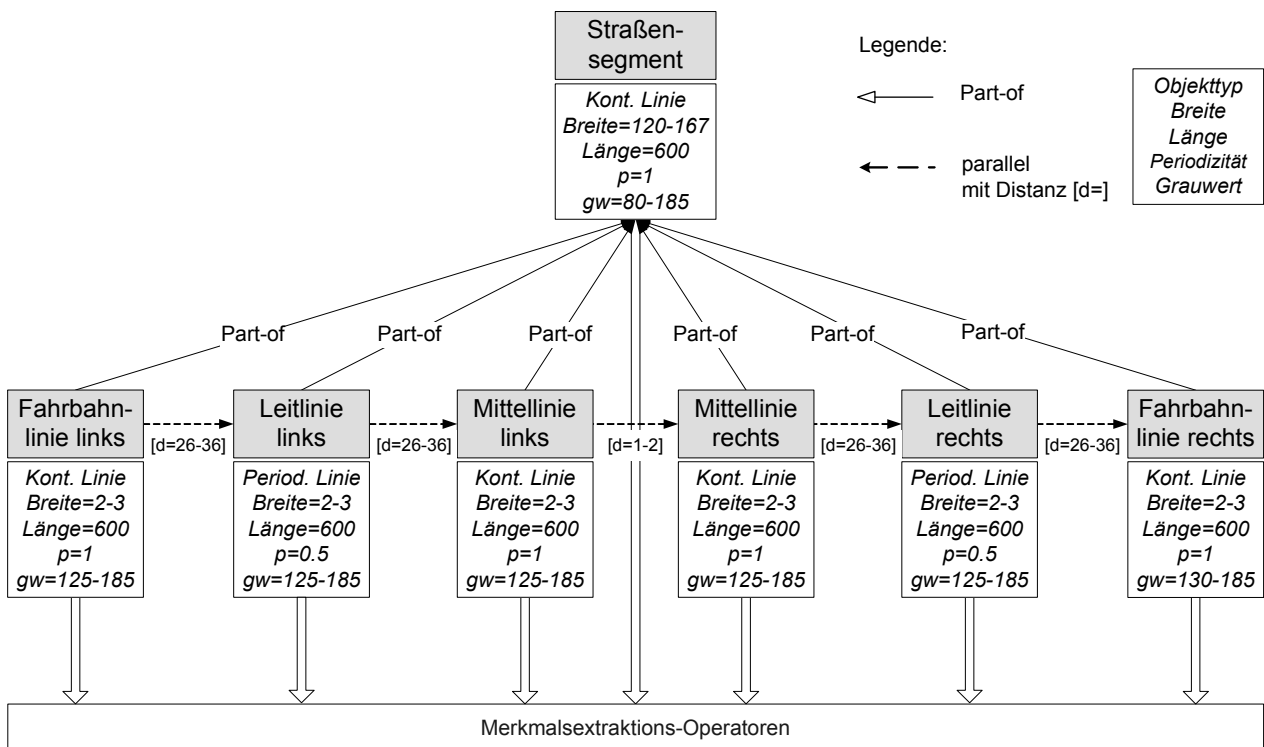 Straßen-
segment
Kont. Linie
Breite=120-167
Länge=600
p=1
gw=80-185
Legende:
Part-of
parallel
mit Distanz [d=]
Objekttyp
Breite
Länge
Periodizität
Grauwert
Part-of
Part-of
Part-of
Part-of
Part-of
Part-of
Fahrbahn-
linie links
Kont. Linie
Breite=2-3
Länge=600
p=1
gw=125-185
[d=26-36]
Leitlinie
links
Period. Linie
Breite=2-3
Länge=600
p=0.5
gw=125-185
[d=26-36]
Mittellinie
links
Kont. Linie
Breite=2-3
Länge=600
p=1
gw=125-185
[d=1-2]
Mittellinie
rechts
Kont. Linie
Breite=2-3
Länge=600
p=1
gw=125-185
[d=26-36]
Leitlinie
rechts
Period. Linie
Breite=2-3
Länge=600
p=0.5
gw=125-185
[d=26-36]
Fahrbahn-
linie rechts
Kont. Linie
Breite=2-3
Länge=600
p=1
gw=130-185
Merkmalsextraktions-Operatoren